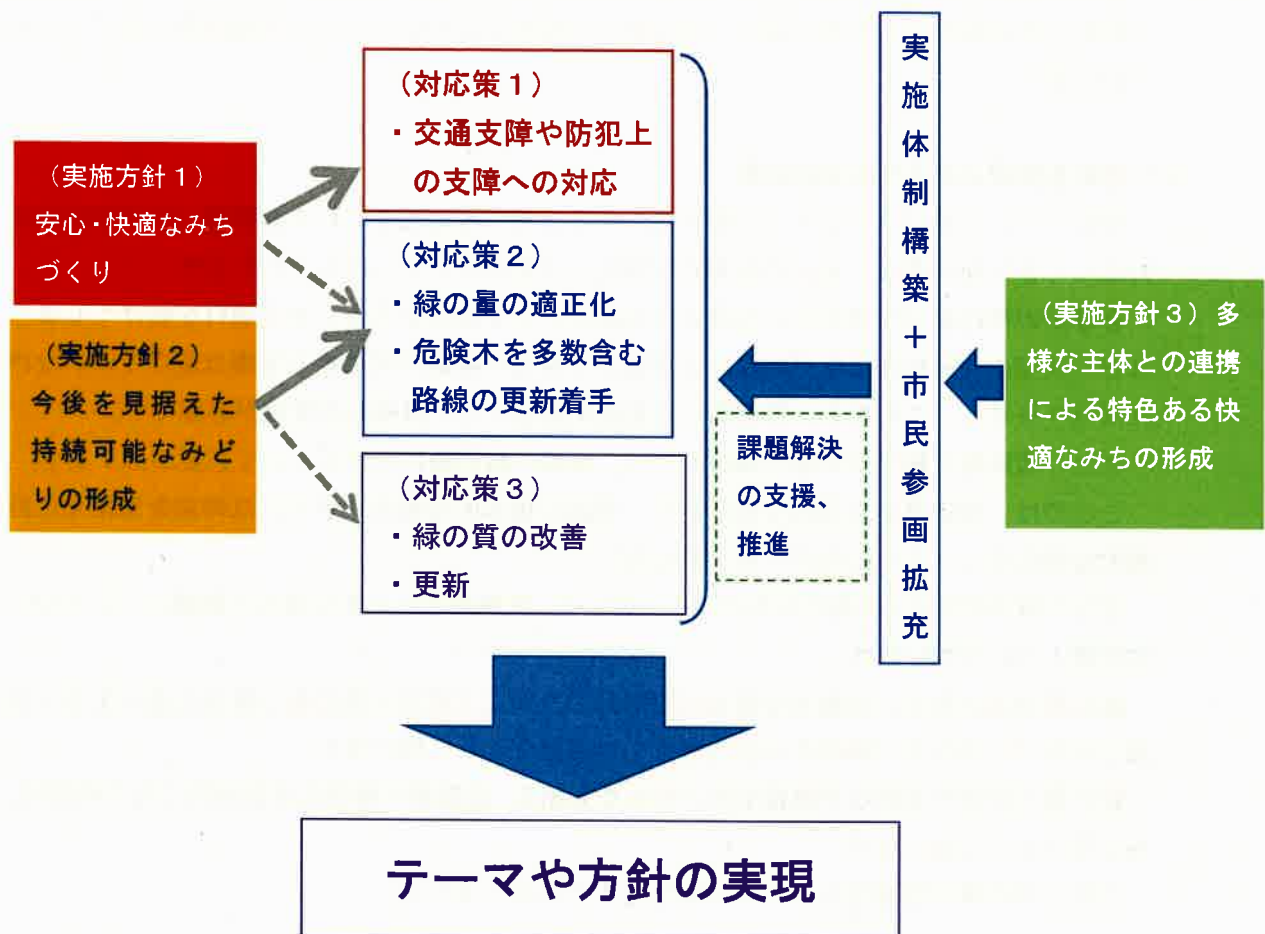 （実施方針１）
安心・快適なみち
づくり
（実施方針２）
今後を見据えた
持続可能なみど
りの形成
（対応策１）
・交通支障や防犯上
の支障への対応
（対応策２）
・緑の量の適正化
・危険木を多数含む
路線の更新着手
（対応策３）
・緑の質の改善
・更新
課題解決
の支援、
推進
実施体制構築＋市民参画拡充
（実施方針３）多
様な主体との連携
による特色ある快
適なみちの形成
テーマや方針の実現